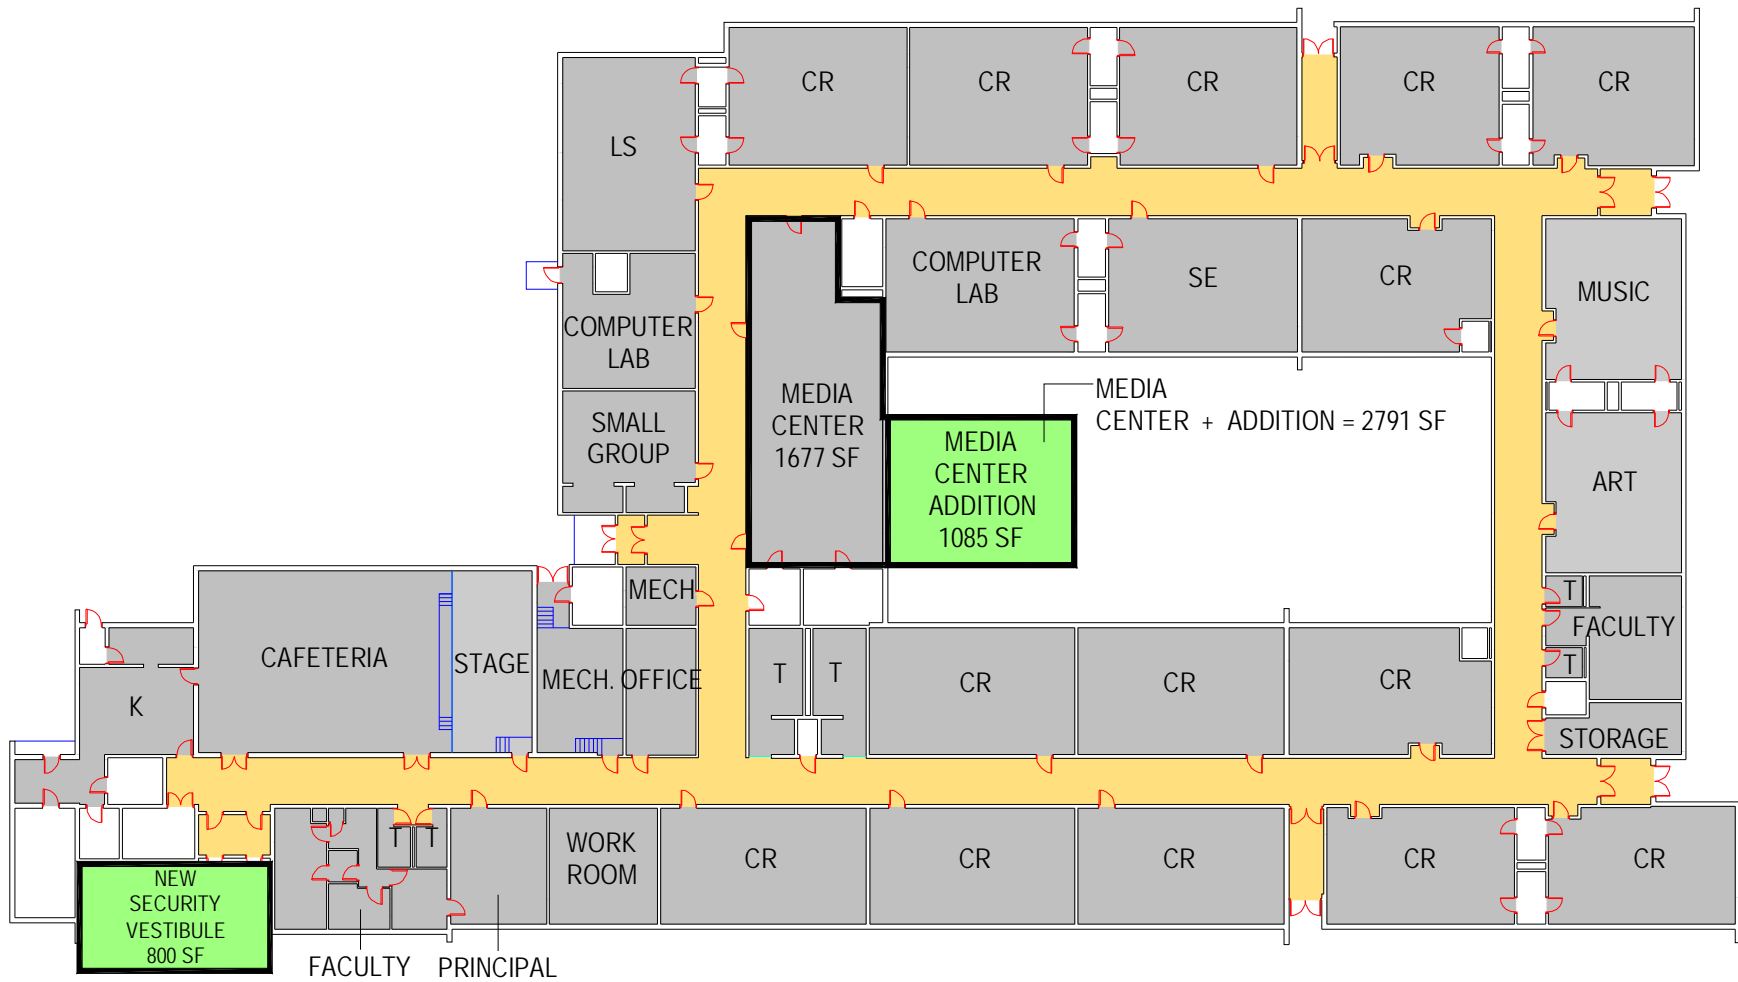 CR
CR
CR
CR
CR
LS
COMPUTER
LAB
SE
CR
MUSIC
COMPUTER
LAB
MEDIA
CENTER
1677 SF
MEDIA
CENTER + ADDITION = 2791 SF
SMALL
GROUP
MEDIA
CENTER
ADDITION
1085 SF
ART
MECH
T
FACULTY
T
CAFETERIA
STAGE
MECH.
OFFICE
T
T
CR
CR
CR
K
STORAGE
T
T
WORK
ROOM
CR
CR
CR
CR
CR
NEW
SECURITY
VESTIBULE
800 SF
FACULTY
PRINCIPAL